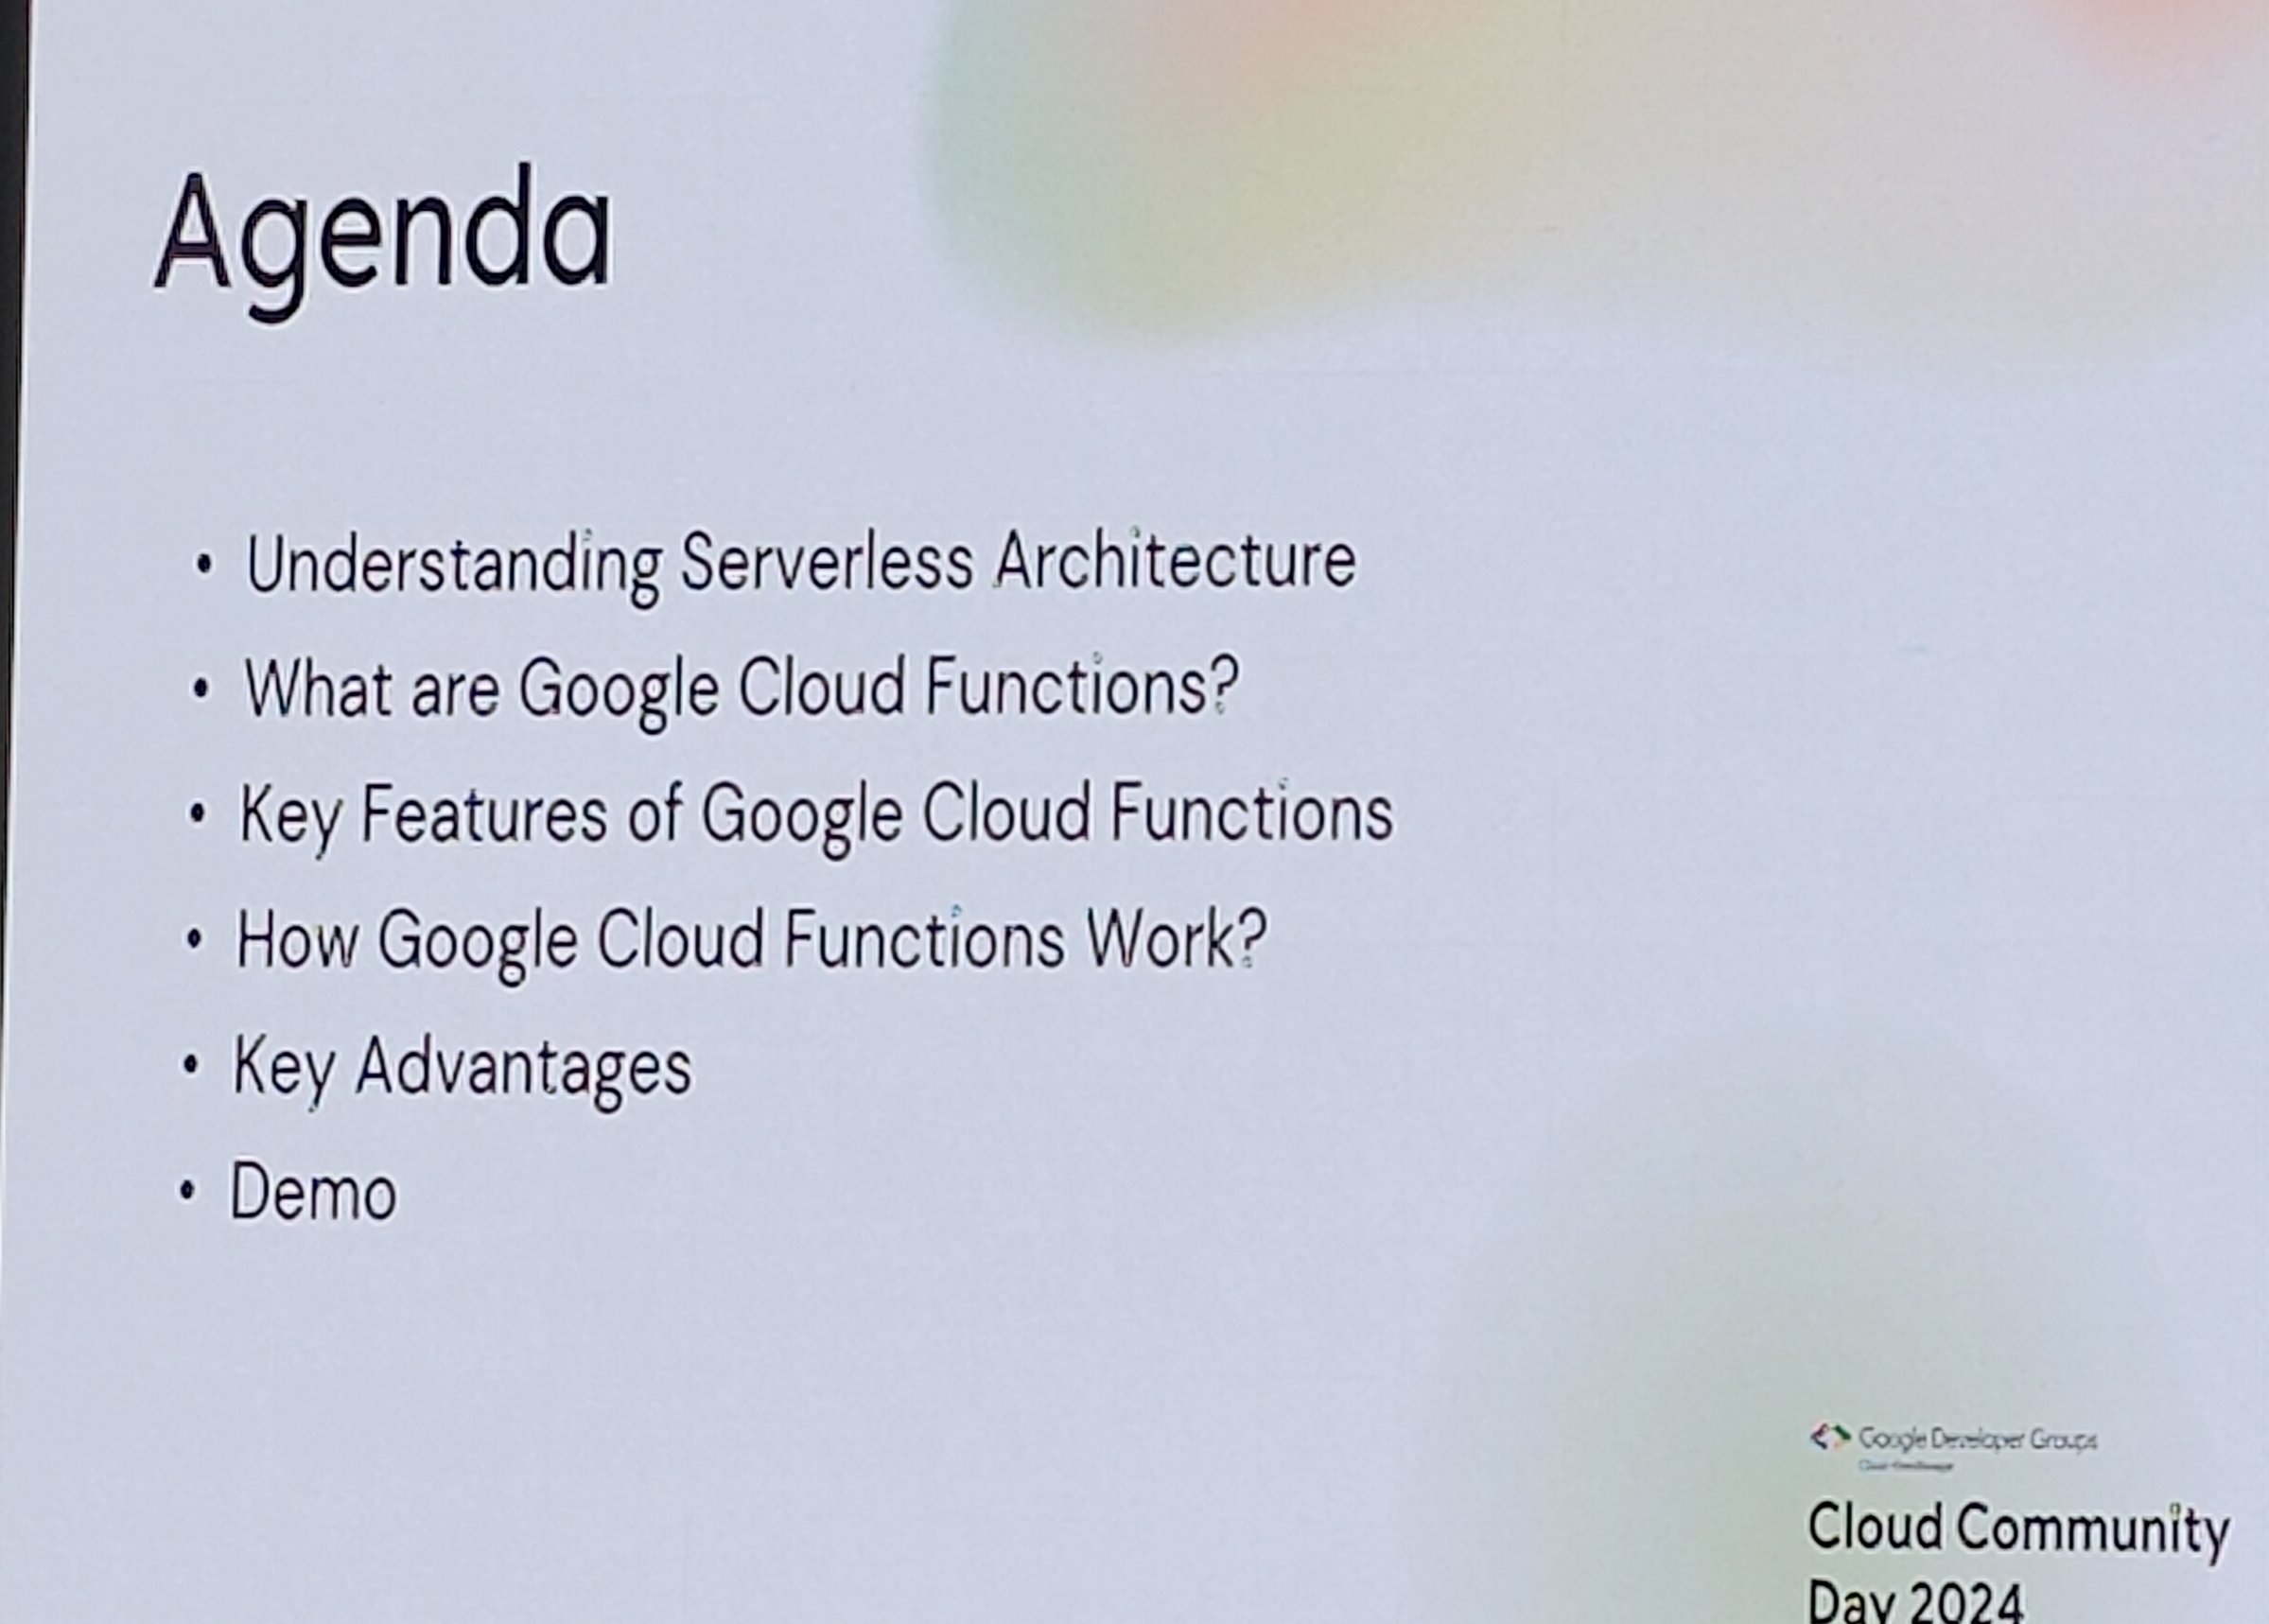 Agenda
• Understanding Serverless Architecture
• What are Google Cloud Functions?
• Key Features of Google Cloud Functions
• How Google Cloud Functions Work?
• Key Advantages
• Demo
Google Developer Groups
Cloud Community
Day 2024